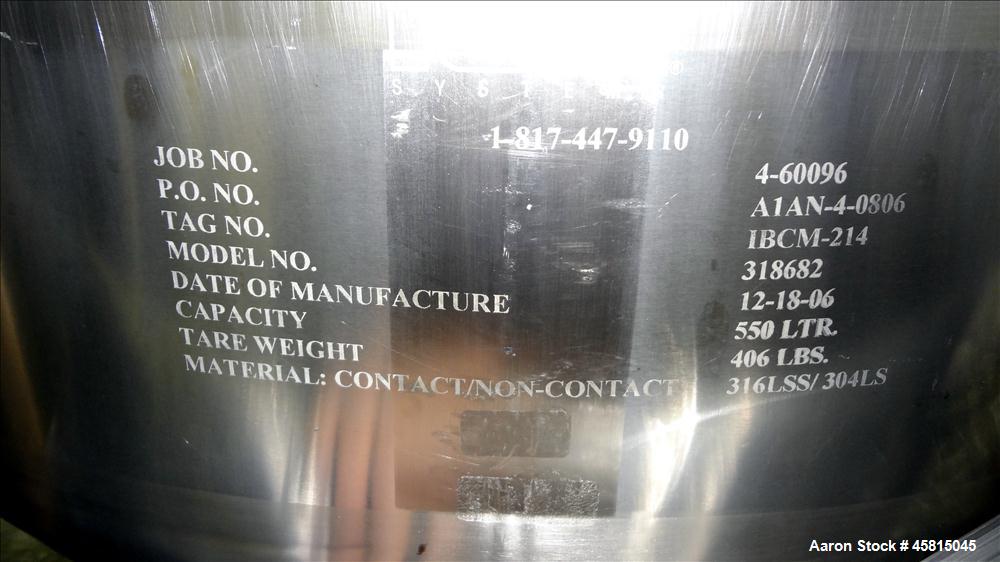 SYSTEMS
1-817-447-9110
JOB NO. 4-60096
P.O. NO. A1AN-4-0806
TAG NO. IBCM-214
MODEL NO. 318682
DATE OF MANUFACTURE 12-18-06
CAPACITY 550 LTR.
TARE WEIGHT 406 LBS.
MATERIAL: CONTACT/NON-CONTACT 316LSS/304LS
Aaron Stock # 45815045